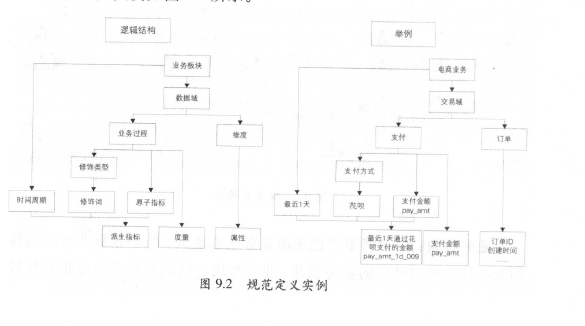 逻辑结构
举例
业务板块
数据域
业务过程
维度
修饰类型
时间周期
修饰词
原子指标
派生指标
度量
属性
电商业务
交易域
支付
订单
支付方式
最近1天
花呗
支付金额
pay_amt
最近1天通过花
呗支付的金额
pay_amt_1d_009
支付金额
pay_amt
订单ID
创建时间
......
图 9.2 规范定义实例